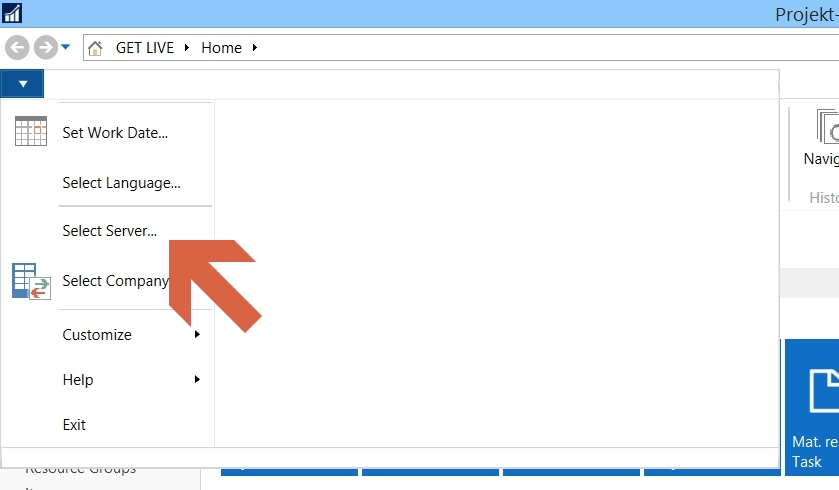 Projekt-
GET LIVE Home
Set Work Date...
Select Language...
Select Server...
Select Company
Customize
Help
Exit
Navig
Histo
Mat. re
Task
Resource Groups